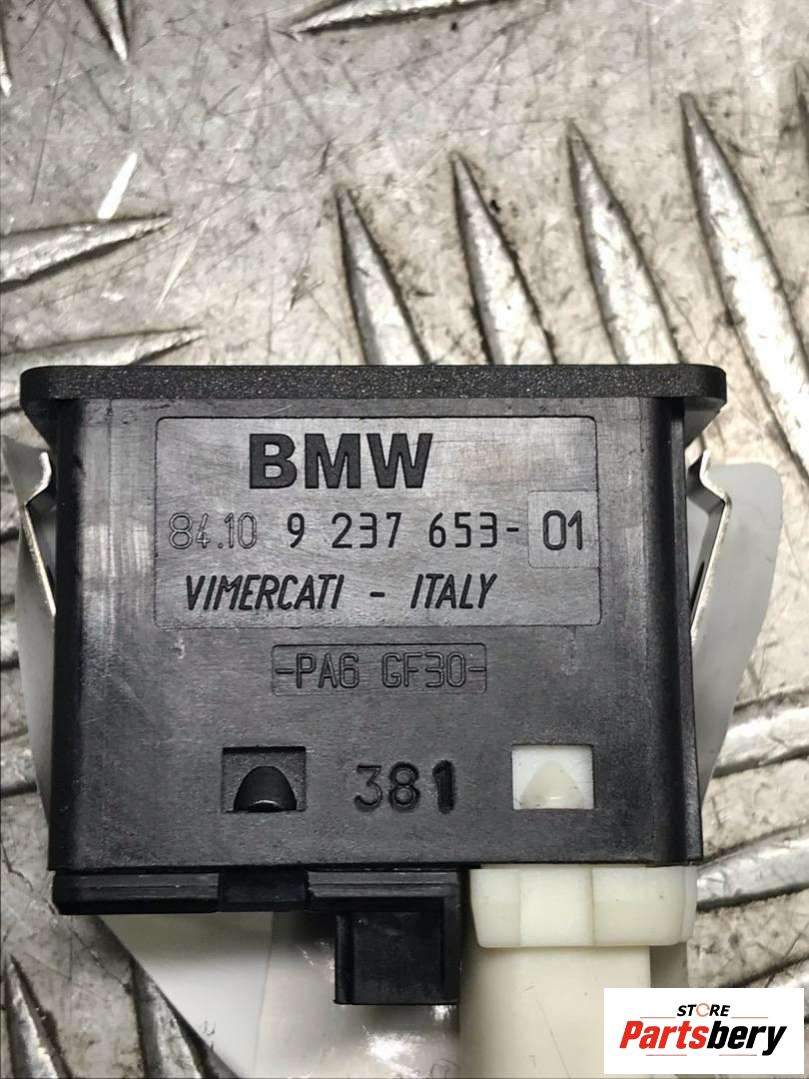 BMW
84.10 9 237 653- 01
VIMERCATI - ITALY
-PA6 GF30-
381
STORE
Partsbery